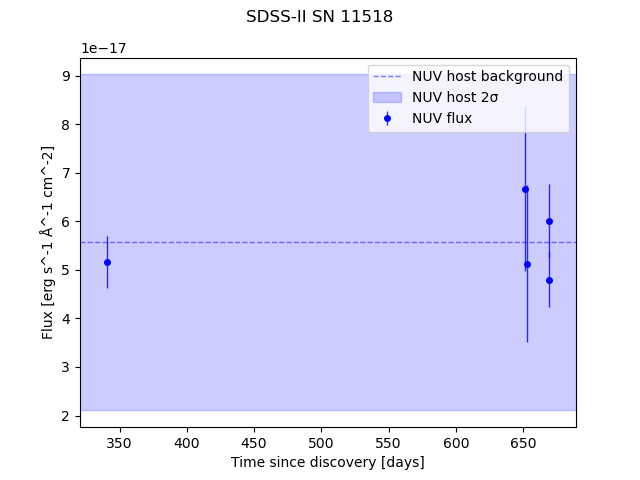 SDSS-II SN 11518
1e−17
NUV host background
NUV host 2σ
NUV flux
9
8
7
6
5
4
3
2
Flux [erg s^-1 Å^-1 cm^-2]
350 400 450 500 550 600 650
Time since discovery [days]